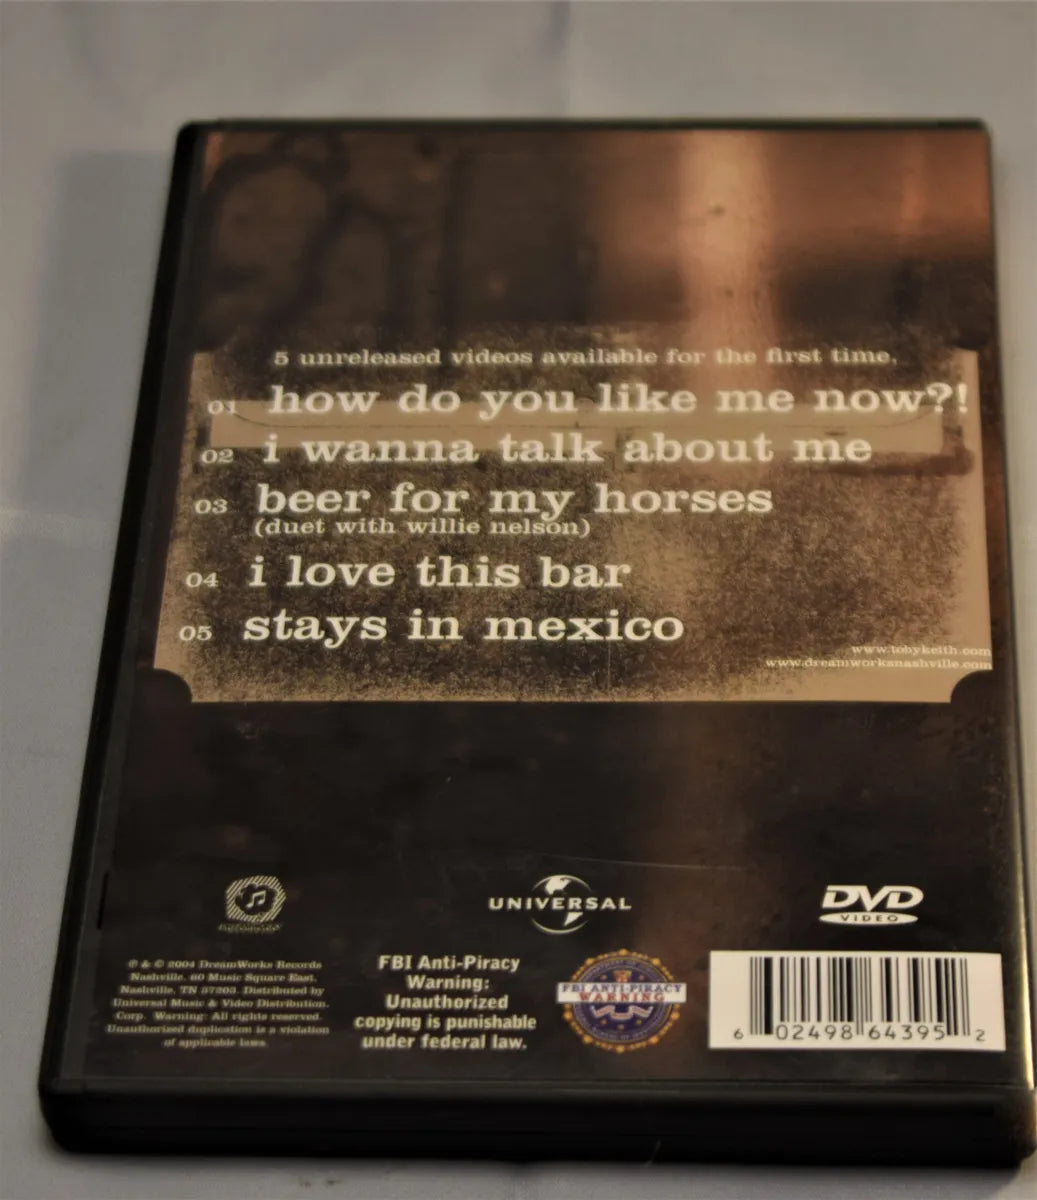 5 unreleased videos available for the first time.
01 how do you like me now?!
02 i wanna talk about me
03 beer for my horses
(duet with willie nelson)
04 i love this bar
05 stays in mexico
www.tobykeith.com
www.dreamworksnashville.com
UNIVERSAL
DVD
VIDEO
℗ & © 2004 DreamWorks Records
Nashville. 60 Music Square East.
Nashville, TN 37203. Distributed by
Universal Music & Video Distribution.
Corp. Warning: All rights reserved.
Unauthorized duplication is a violation
of applicable laws.
FBI Anti-Piracy
Warning:
Unauthorized
copying is punishable
under federal law.
FBI ANTI-PIRACY
WARNING
6 02498 64395 2